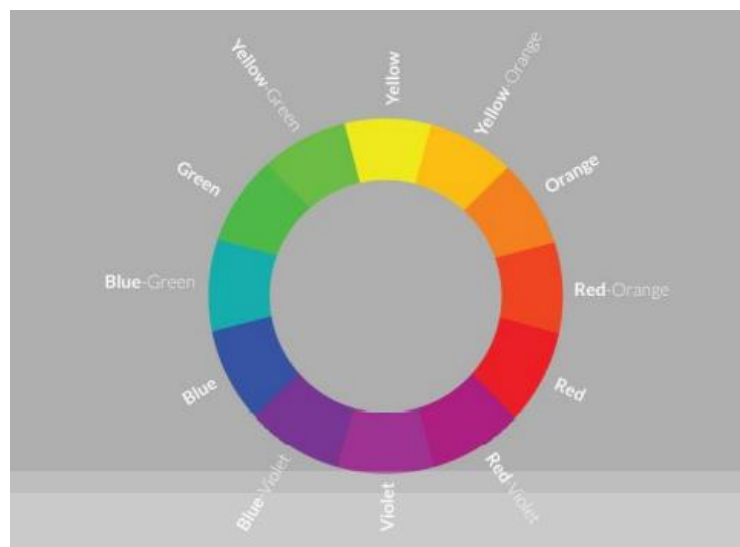 Yellow
Yellow-Orange
Orange
Red-Orange
Red
Red-Violet
Violet
Blue-Violet
Blue
Blue-Green
Green
Yellow-Green